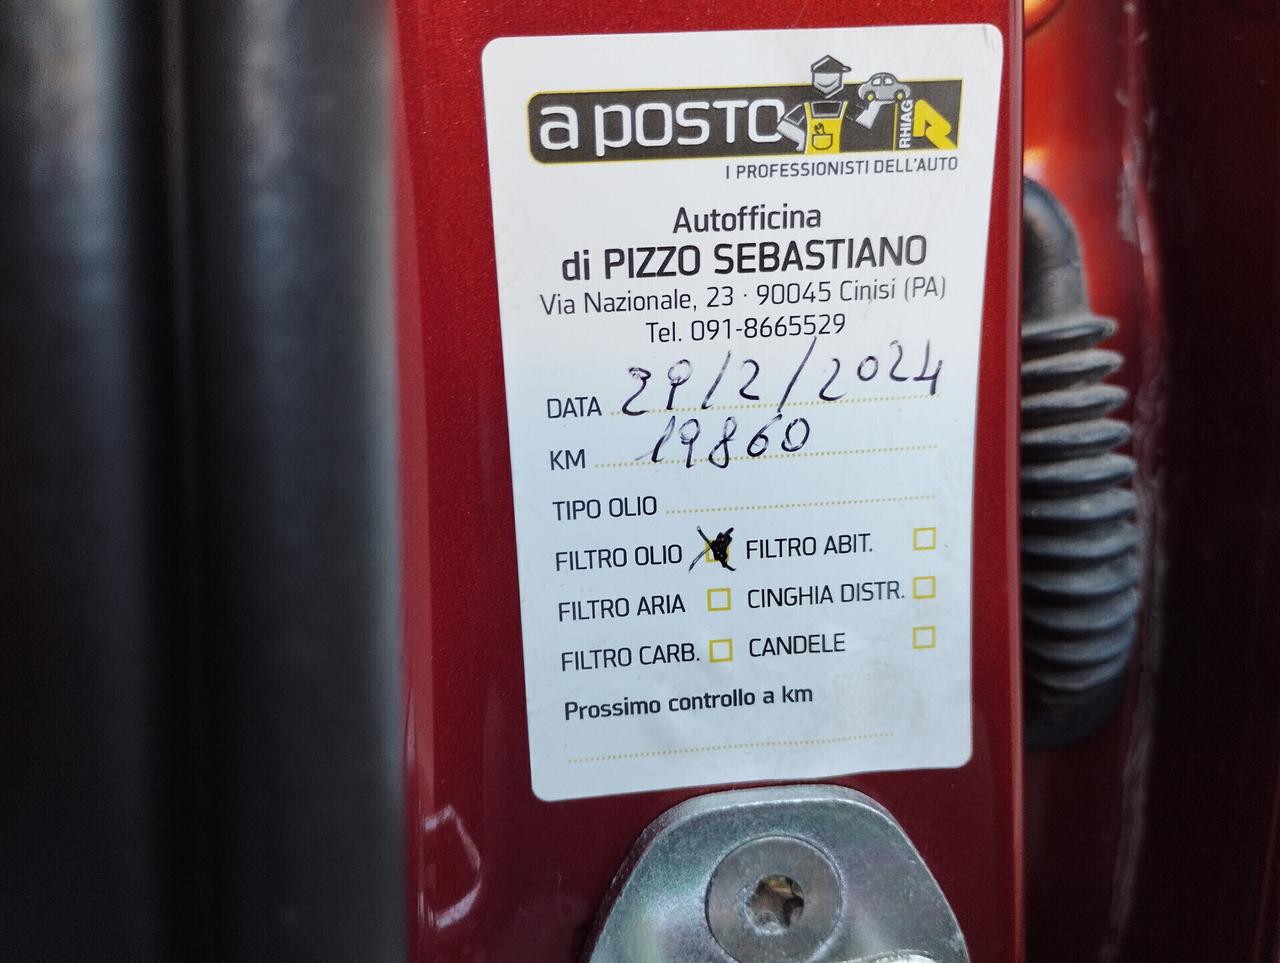 a posto
RHIAG
I PROFESSIONISTI DELL'AUTO
Autofficina
di PIZZO SEBASTIANO
Via Nazionale, 23 · 90045 Cinisi (PA)
Tel. 091-8665529
DATA 29/2/2024
KM 19860
TIPO OLIO
FILTRO OLIO FILTRO ABIT.
FILTRO ARIA CINGHIA DISTR.
FILTRO CARB. CANDELE
Prossimo controllo a km